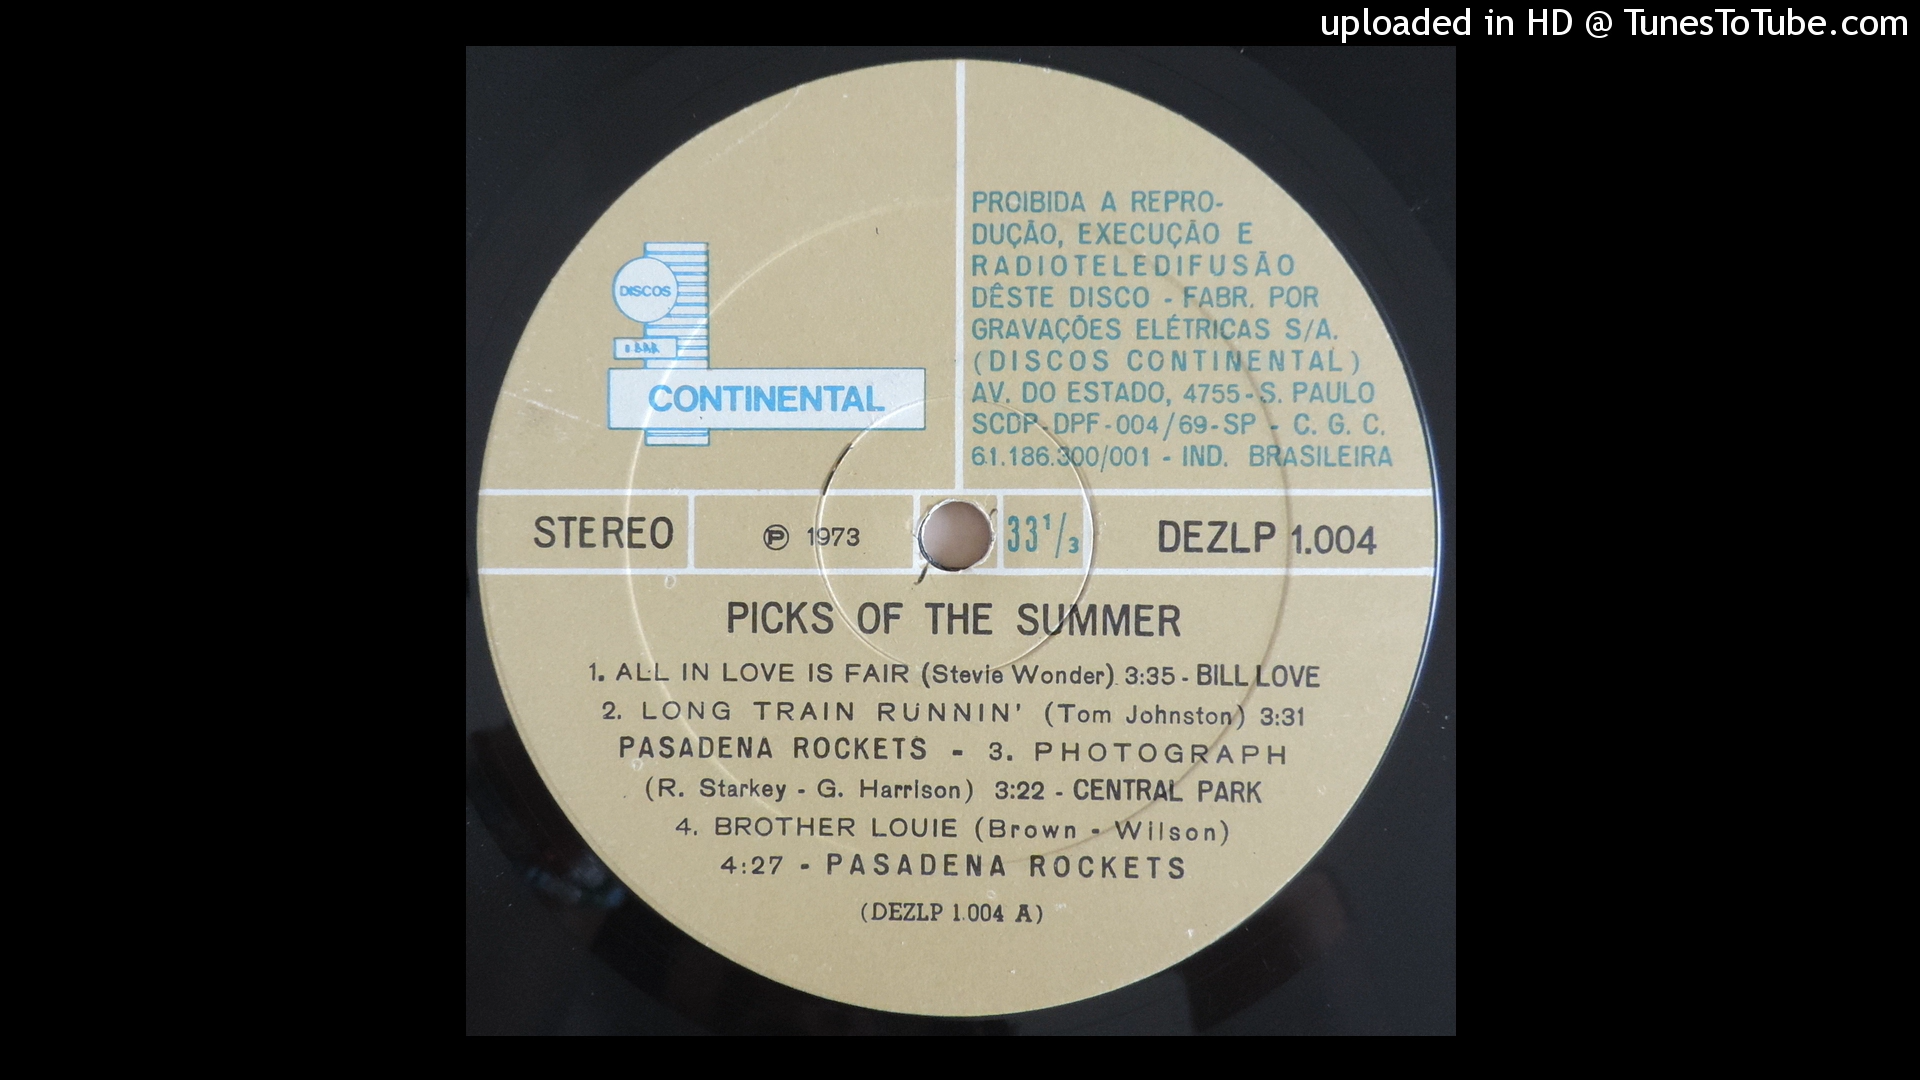 uploaded in HD @ TunesToTube.com
PROIBIDA A REPRO-
DUÇÃO, EXECUÇÃO E
RADIOTELEDIFUSÃO
DÊSTE DISCO - FABR. POR
GRAVAÇÕES ELÉTRICAS S/A.
(DISCOS CONTINENTAL)
AV. DO ESTADO, 4755 - S. PAULO
SCDP-DPF-004/69-SP - C. G. C.
61.186.300/001 - IND. BRASILEIRA
DISCOS
CONTINENTAL
STEREO ℗ 1973 33 1/3 DEZLP 1.004
PICKS OF THE SUMMER
1. ALL IN LOVE IS FAIR (Stevie Wonder) 3:35 - BILL LOVE
2. LONG TRAIN RUNNIN' (Tom Johnston) 3:31
PASADENA ROCKETS - 3. PHOTOGRAPH
(R. Starkey - G. Harrison) 3:22 - CENTRAL PARK
4. BROTHER LOUIE (Brown - Wilson)
4:27 - PASADENA ROCKETS
(DEZLP 1.004 A)